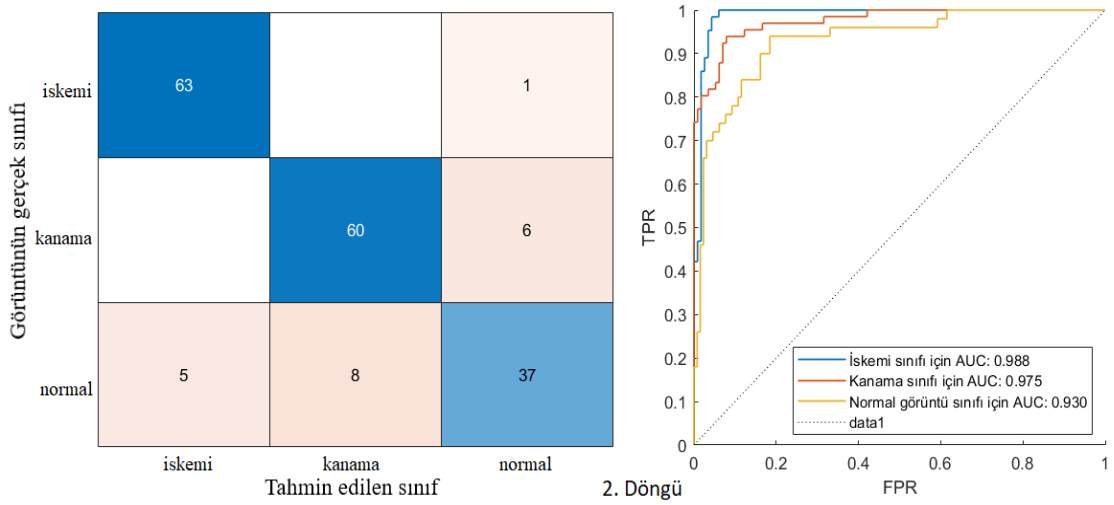 Görüntünün gerçek sınıfı
iskemi
63
1
kanama
60
6
normal
5
8
37
iskemi
kanama
normal
Tahmin edilen sınıf
2. Döngü
TPR
1
0.9
0.8
0.7
0.6
0.5
0.4
0.3
0.2
0.1
0
0
0.2
0.4
0.6
0.8
1
FPR
İskemi sınıfı için AUC: 0.988
Kanama sınıfı için AUC: 0.975
Normal görüntü sınıfı için AUC: 0.930
data1